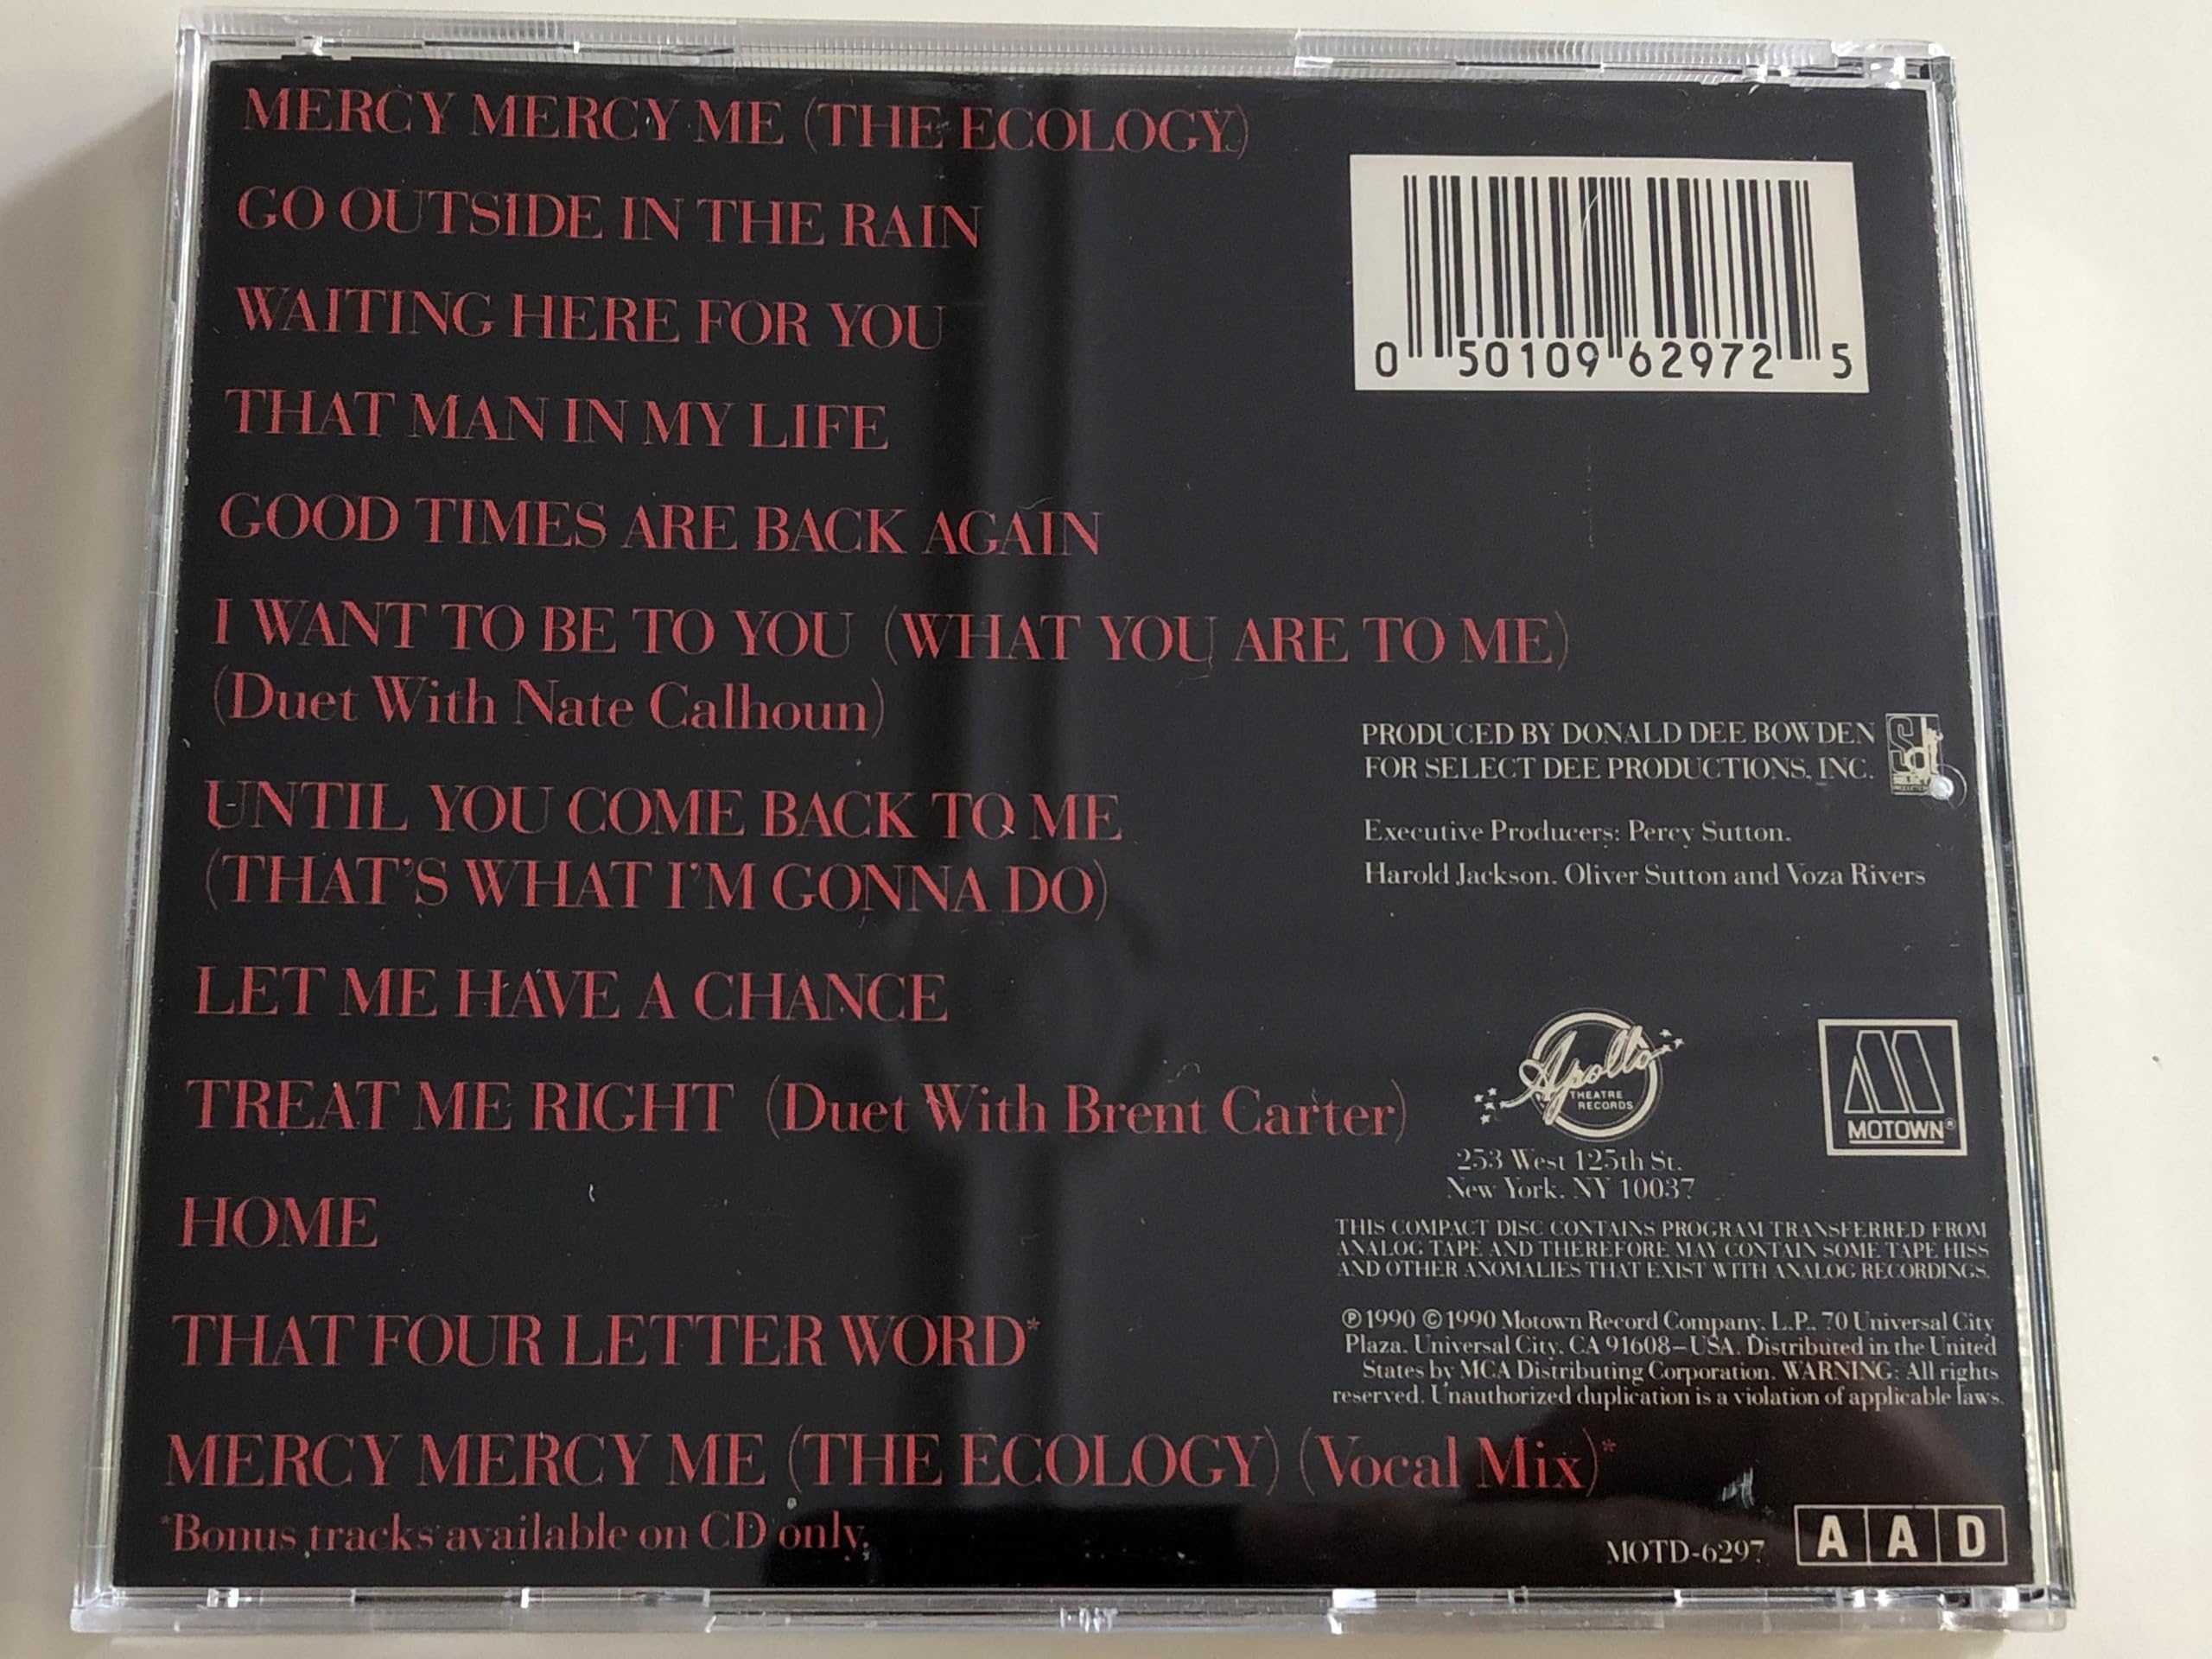 MERCY MERCY ME (THE ECOLOGY)
GO OUTSIDE IN THE RAIN
WAITING HERE FOR YOU
THAT MAN IN MY LIFE
GOOD TIMES ARE BACK AGAIN
I WANT TO BE TO YOU (WHAT YOU ARE TO ME)
(Duet With Nate Calhoun)
UNTIL YOU COME BACK TO ME
(THAT'S WHAT I'M GONNA DO)
LET ME HAVE A CHANCE
TREAT ME RIGHT (Duet With Brent Carter)
HOME
THAT FOUR LETTER WORD*
MERCY MERCY ME (THE ECOLOGY) (Vocal Mix)*
*Bonus tracks available on CD only.
0 50109 62972 5
PRODUCED BY DONALD DEE BOWDEN
FOR SELECT DEE PRODUCTIONS, INC.
Executive Producers: Percy Sutton,
Harold Jackson, Oliver Sutton and Voza Rivers
Apollo
THEATRE
RECORDS
253 West 125th St.
New York, NY 10037
MOTOWN®
THIS COMPACT DISC CONTAINS PROGRAM TRANSFERRED FROM
ANALOG TAPE AND THEREFORE MAY CONTAIN SOME TAPE HISS
AND OTHER ANOMALIES THAT EXIST WITH ANALOG RECORDINGS.
℗1990 ©1990 Motown Record Company, L.P., 70 Universal City
Plaza, Universal City, CA 91608–USA. Distributed in the United
States by MCA Distributing Corporation. WARNING: All rights
reserved. Unauthorized duplication is a violation of applicable laws.
MOTD-6297
A A D